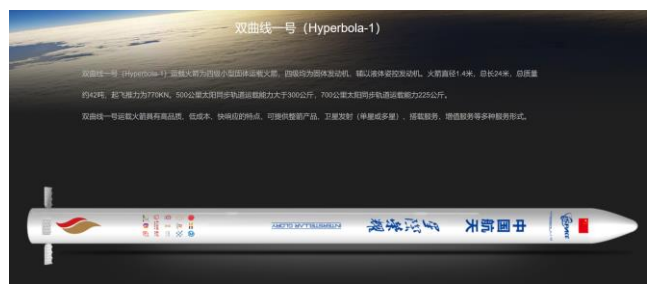 双曲线一号（Hyperbola-1）
双曲线一号（Hyperbola-1）运载火箭为四级小型固体运载火箭，四级均为固体发动机，辅以液体姿控发动机。火箭直径1.4米，总长24米，总质量
约42吨，起飞推力为770KN。500公里太阳同步轨道运载能力大于300公斤，700公里太阳同步轨道运载能力225公斤。
双曲线一号运载火箭具有高品质、低成本、快响应的特点，可提供整箭产品、卫星发射（单星或多星）、搭载服务、增值服务等多种服务形式。
INTERSTELLAR GLORY
星际荣耀
中国航天